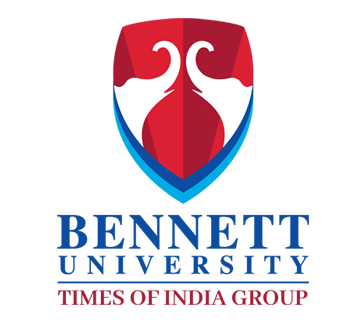 BENNETT
UNIVERSITY
TIMES OF INDIA GROUP